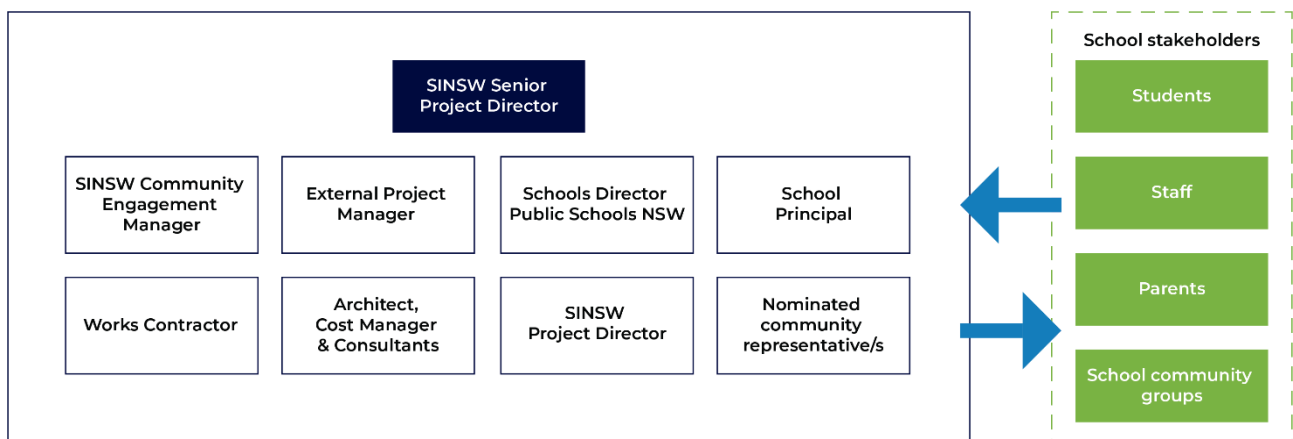 SINSW Senior
Project Director
SINSW Community
Engagement
Manager
External Project
Manager
Schools Director
Public Schools NSW
School
Principal
Works Contractor
Architect,
Cost Manager
& Consultants
SINSW
Project Director
Nominated
community
representative/s
School stakeholders
Students
Staff
Parents
School community
groups